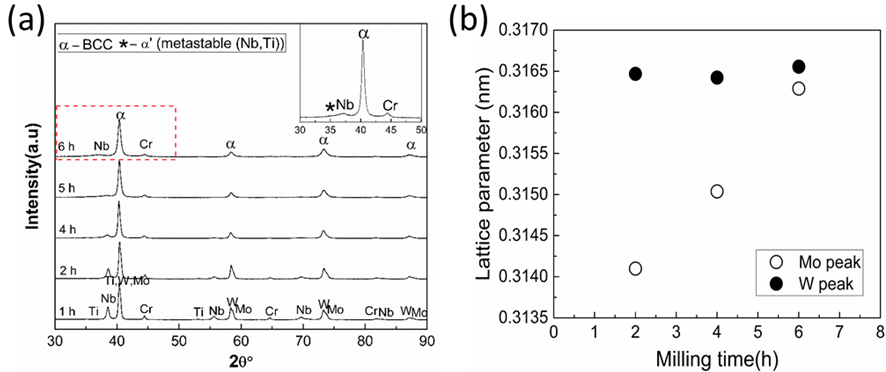 (a)
α – BCC * – α' (metastable (Nb,Ti))
α
*Nb
Cr
30 35 40 45 50
α
6 h
Nb
Cr
α
α
α
5 h
4 h
2 h
Ti,W,Mo
Nb
1 h
Ti
Cr
Ti
Nb
W
Mo
Cr
Nb
W
Mo
Cr
Nb
W
Mo
30 40 50 60 70 80 90
2θ°
Intensity(a.u)
(b)
0.3170
0.3165
0.3160
0.3155
0.3150
0.3145
0.3140
0.3135
Lattice parameter (nm)
Mo peak
W peak
0 1 2 3 4 5 6 7 8
Milling time(h)